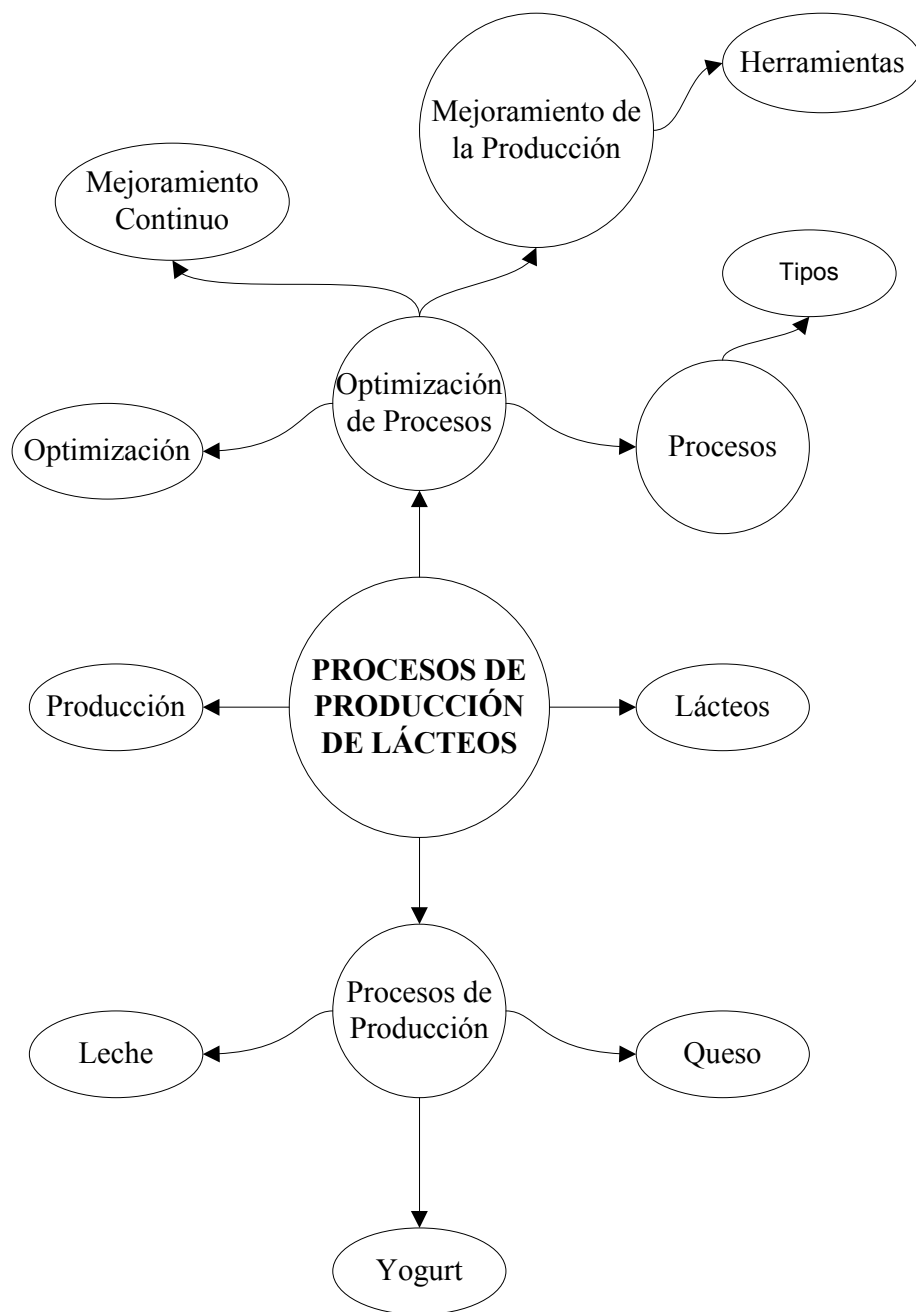 Herramientas
Mejoramiento de
la Producción
Mejoramiento
Continuo
Tipos
Optimización
de Procesos
Optimización
Procesos
PROCESOS DE
PRODUCCIÓN
DE LÁCTEOS
Producción
Lácteos
Procesos de
Producción
Leche
Queso
Yogurt